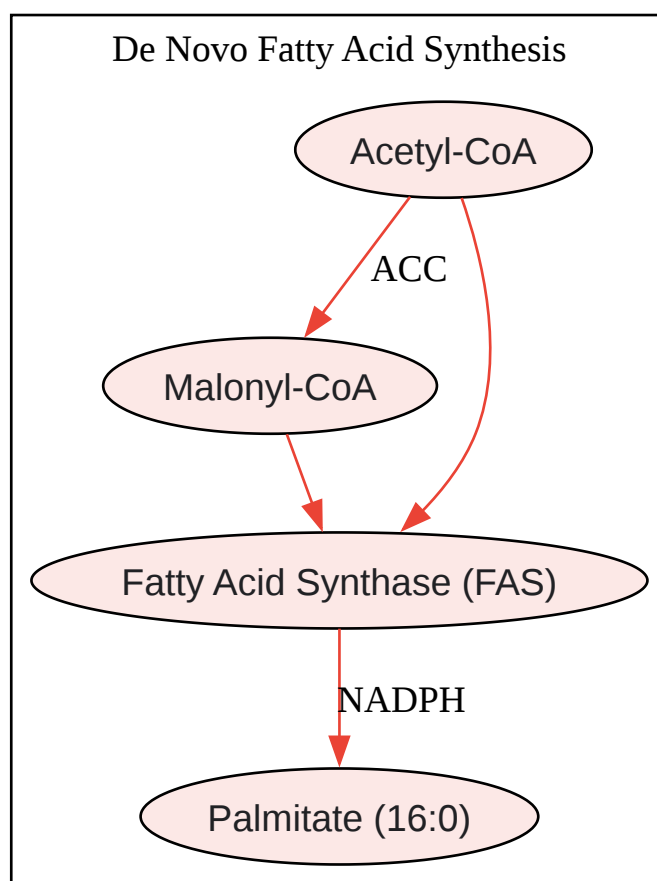 De Novo Fatty Acid Synthesis
Acetyl-CoA
ACC
Malonyl-CoA
Fatty Acid Synthase (FAS)
NADPH
Palmitate (16:0)